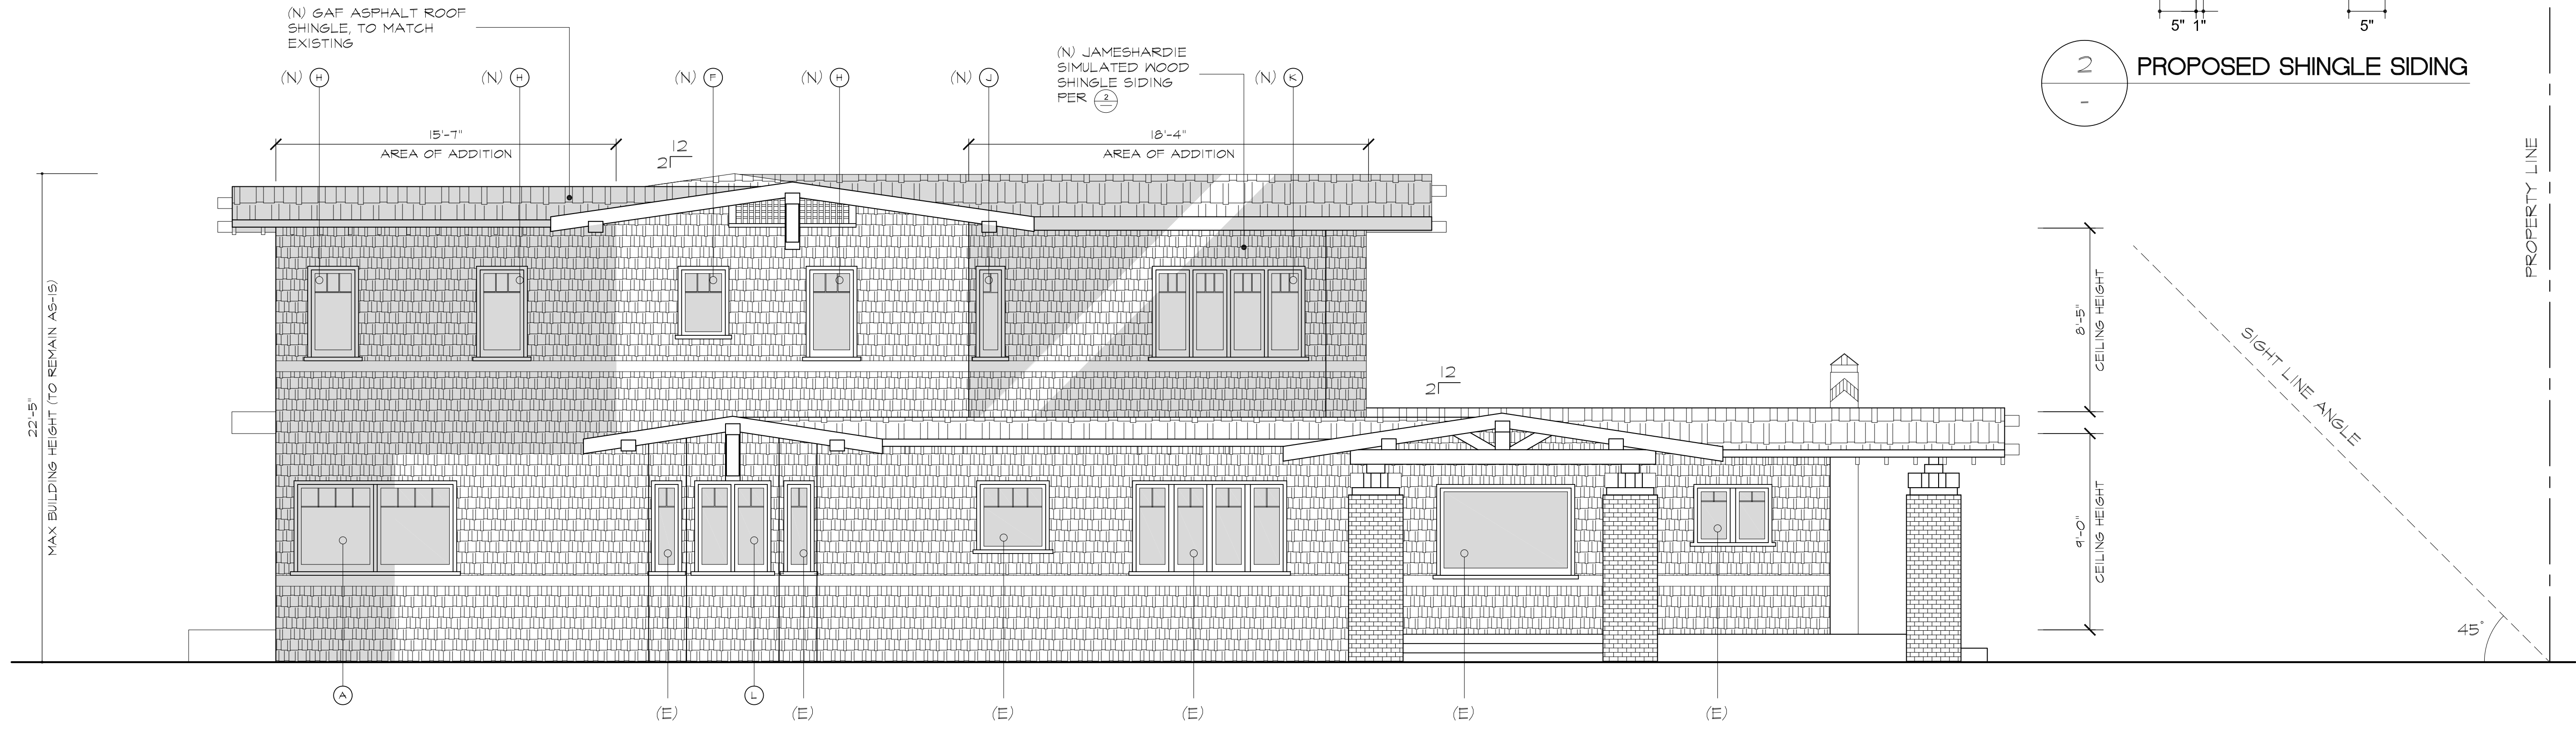 (N) GAF ASPHALT ROOF
SHINGLE, TO MATCH
EXISTING
(N) JAMESHARDIE
SIMULATED WOOD
SHINGLE SIDING
PER 2
-
5" 1" 5"
2
-
PROPOSED SHINGLE SIDING
(N) H (N) H (N) F (N) H (N) J (N) K
15'-7"
AREA OF ADDITION
12
2
18'-4"
AREA OF ADDITION
22'-5"
MAX BUILDING HEIGHT (TO REMAIN AS-IS)
12
2
8'-5"
CEILING HEIGHT
9'-0"
CEILING HEIGHT
SIGHT LINE ANGLE
45°
PROPERTY LINE
A L
(E) (E) (E) (E) (E) (E)